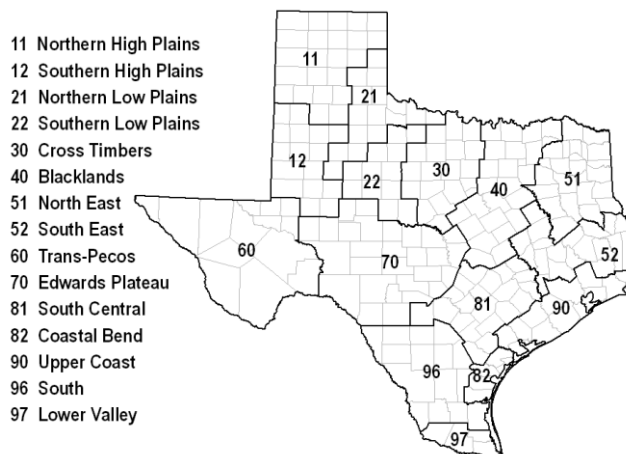 11 Northern High Plains
12 Southern High Plains
21 Northern Low Plains
22 Southern Low Plains
30 Cross Timbers
40 Blacklands
51 North East
52 South East
60 Trans-Pecos
70 Edwards Plateau
81 South Central
82 Coastal Bend
90 Upper Coast
96 South
97 Lower Valley
11
21
12
22
30
40
51
60
70
52
81
90
96
82
97